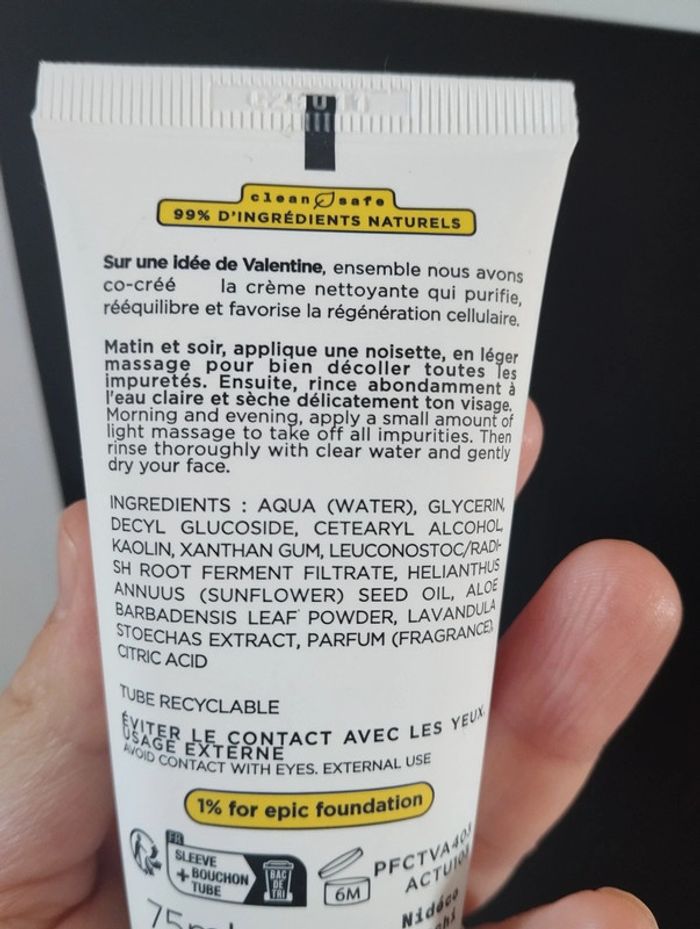 clean safe
99% D'INGRÉDIENTS NATURELS
Sur une idée de Valentine, ensemble nous avons
co-créé la crème nettoyante qui purifie,
rééquilibre et favorise la régénération cellulaire.
Matin et soir, applique une noisette, en léger
massage pour bien décoller toutes les
impuretés. Ensuite, rince abondamment à
l'eau claire et sèche délicatement ton visage.
Morning and evening, apply a small amount of
light massage to take off all impurities. Then
rinse thoroughly with clear water and gently
dry your face.
INGREDIENTS : AQUA (WATER), GLYCERIN,
DECYL GLUCOSIDE, CETEARYL ALCOHOL,
KAOLIN, XANTHAN GUM, LEUCONOSTOC/RADI-
SH ROOT FERMENT FILTRATE, HELIANTHUS
ANNUUS (SUNFLOWER) SEED OIL, ALOE
BARBADENSIS LEAF POWDER, LAVANDULA
STOECHAS EXTRACT, PARFUM (FRAGRANCE),
CITRIC ACID
TUBE RECYCLABLE
ÉVITER LE CONTACT AVEC LES YEUX.
USAGE EXTERNE
AVOID CONTACT WITH EYES. EXTERNAL USE
1% for epic foundation
FR
SLEEVE
+ BOUCHON
TUBE
BAC
DE
TRI
6M
75ml